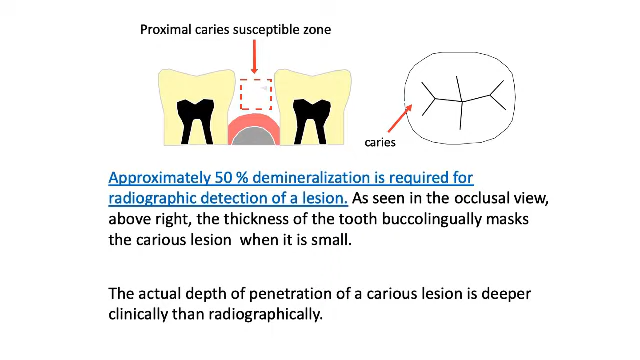 Proximal caries susceptible zone
caries
Approximately 50 % demineralization is required for
radiographic detection of a lesion. As seen in the occlusal view,
above right, the thickness of the tooth buccolingually masks
the carious lesion when it is small.
The actual depth of penetration of a carious lesion is deeper
clinically than radiographically.